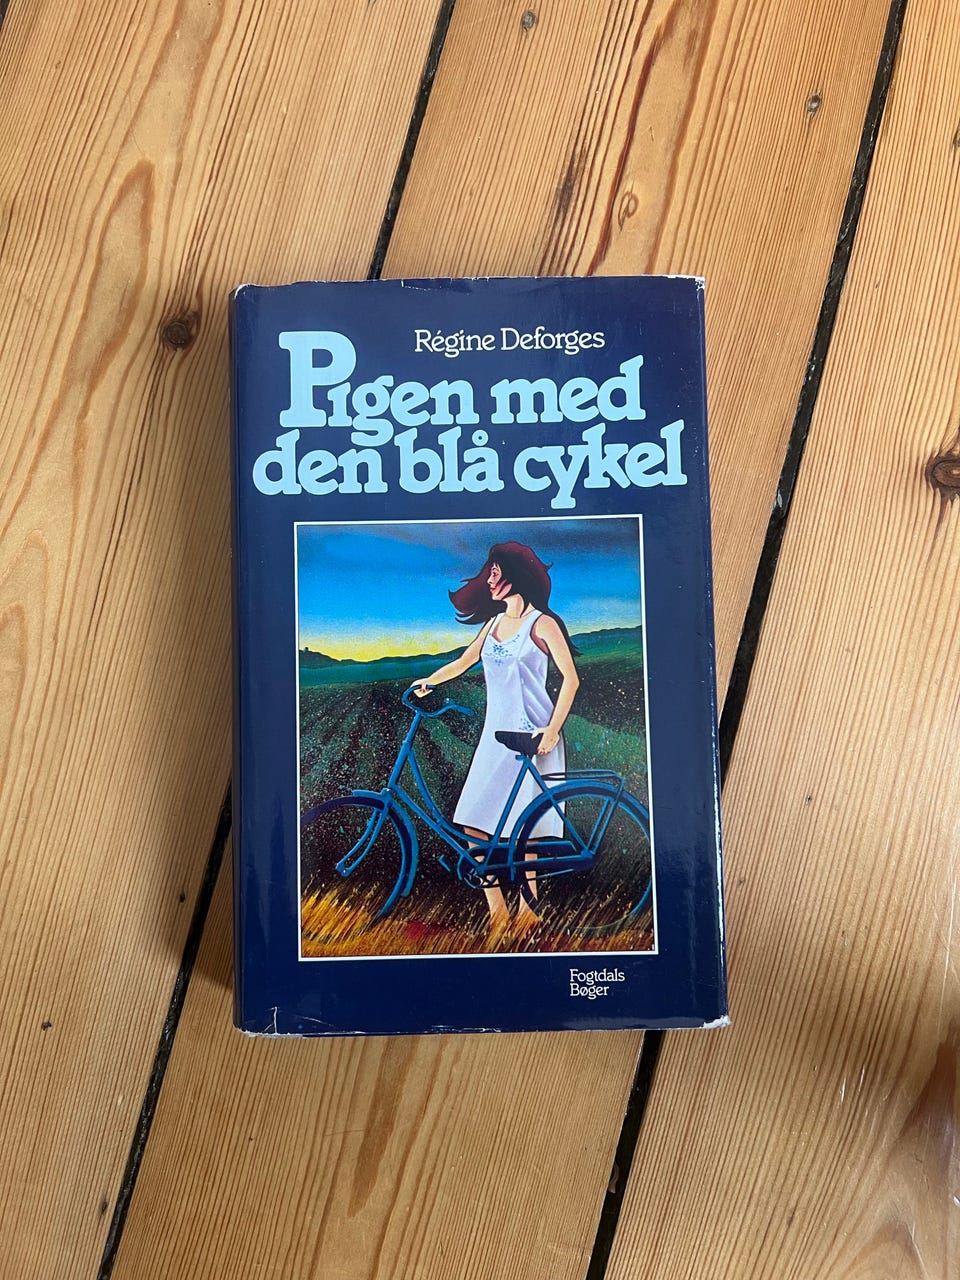 Régine Deforges
Pigen med
den blå cykel
Fogtdals
Bøger